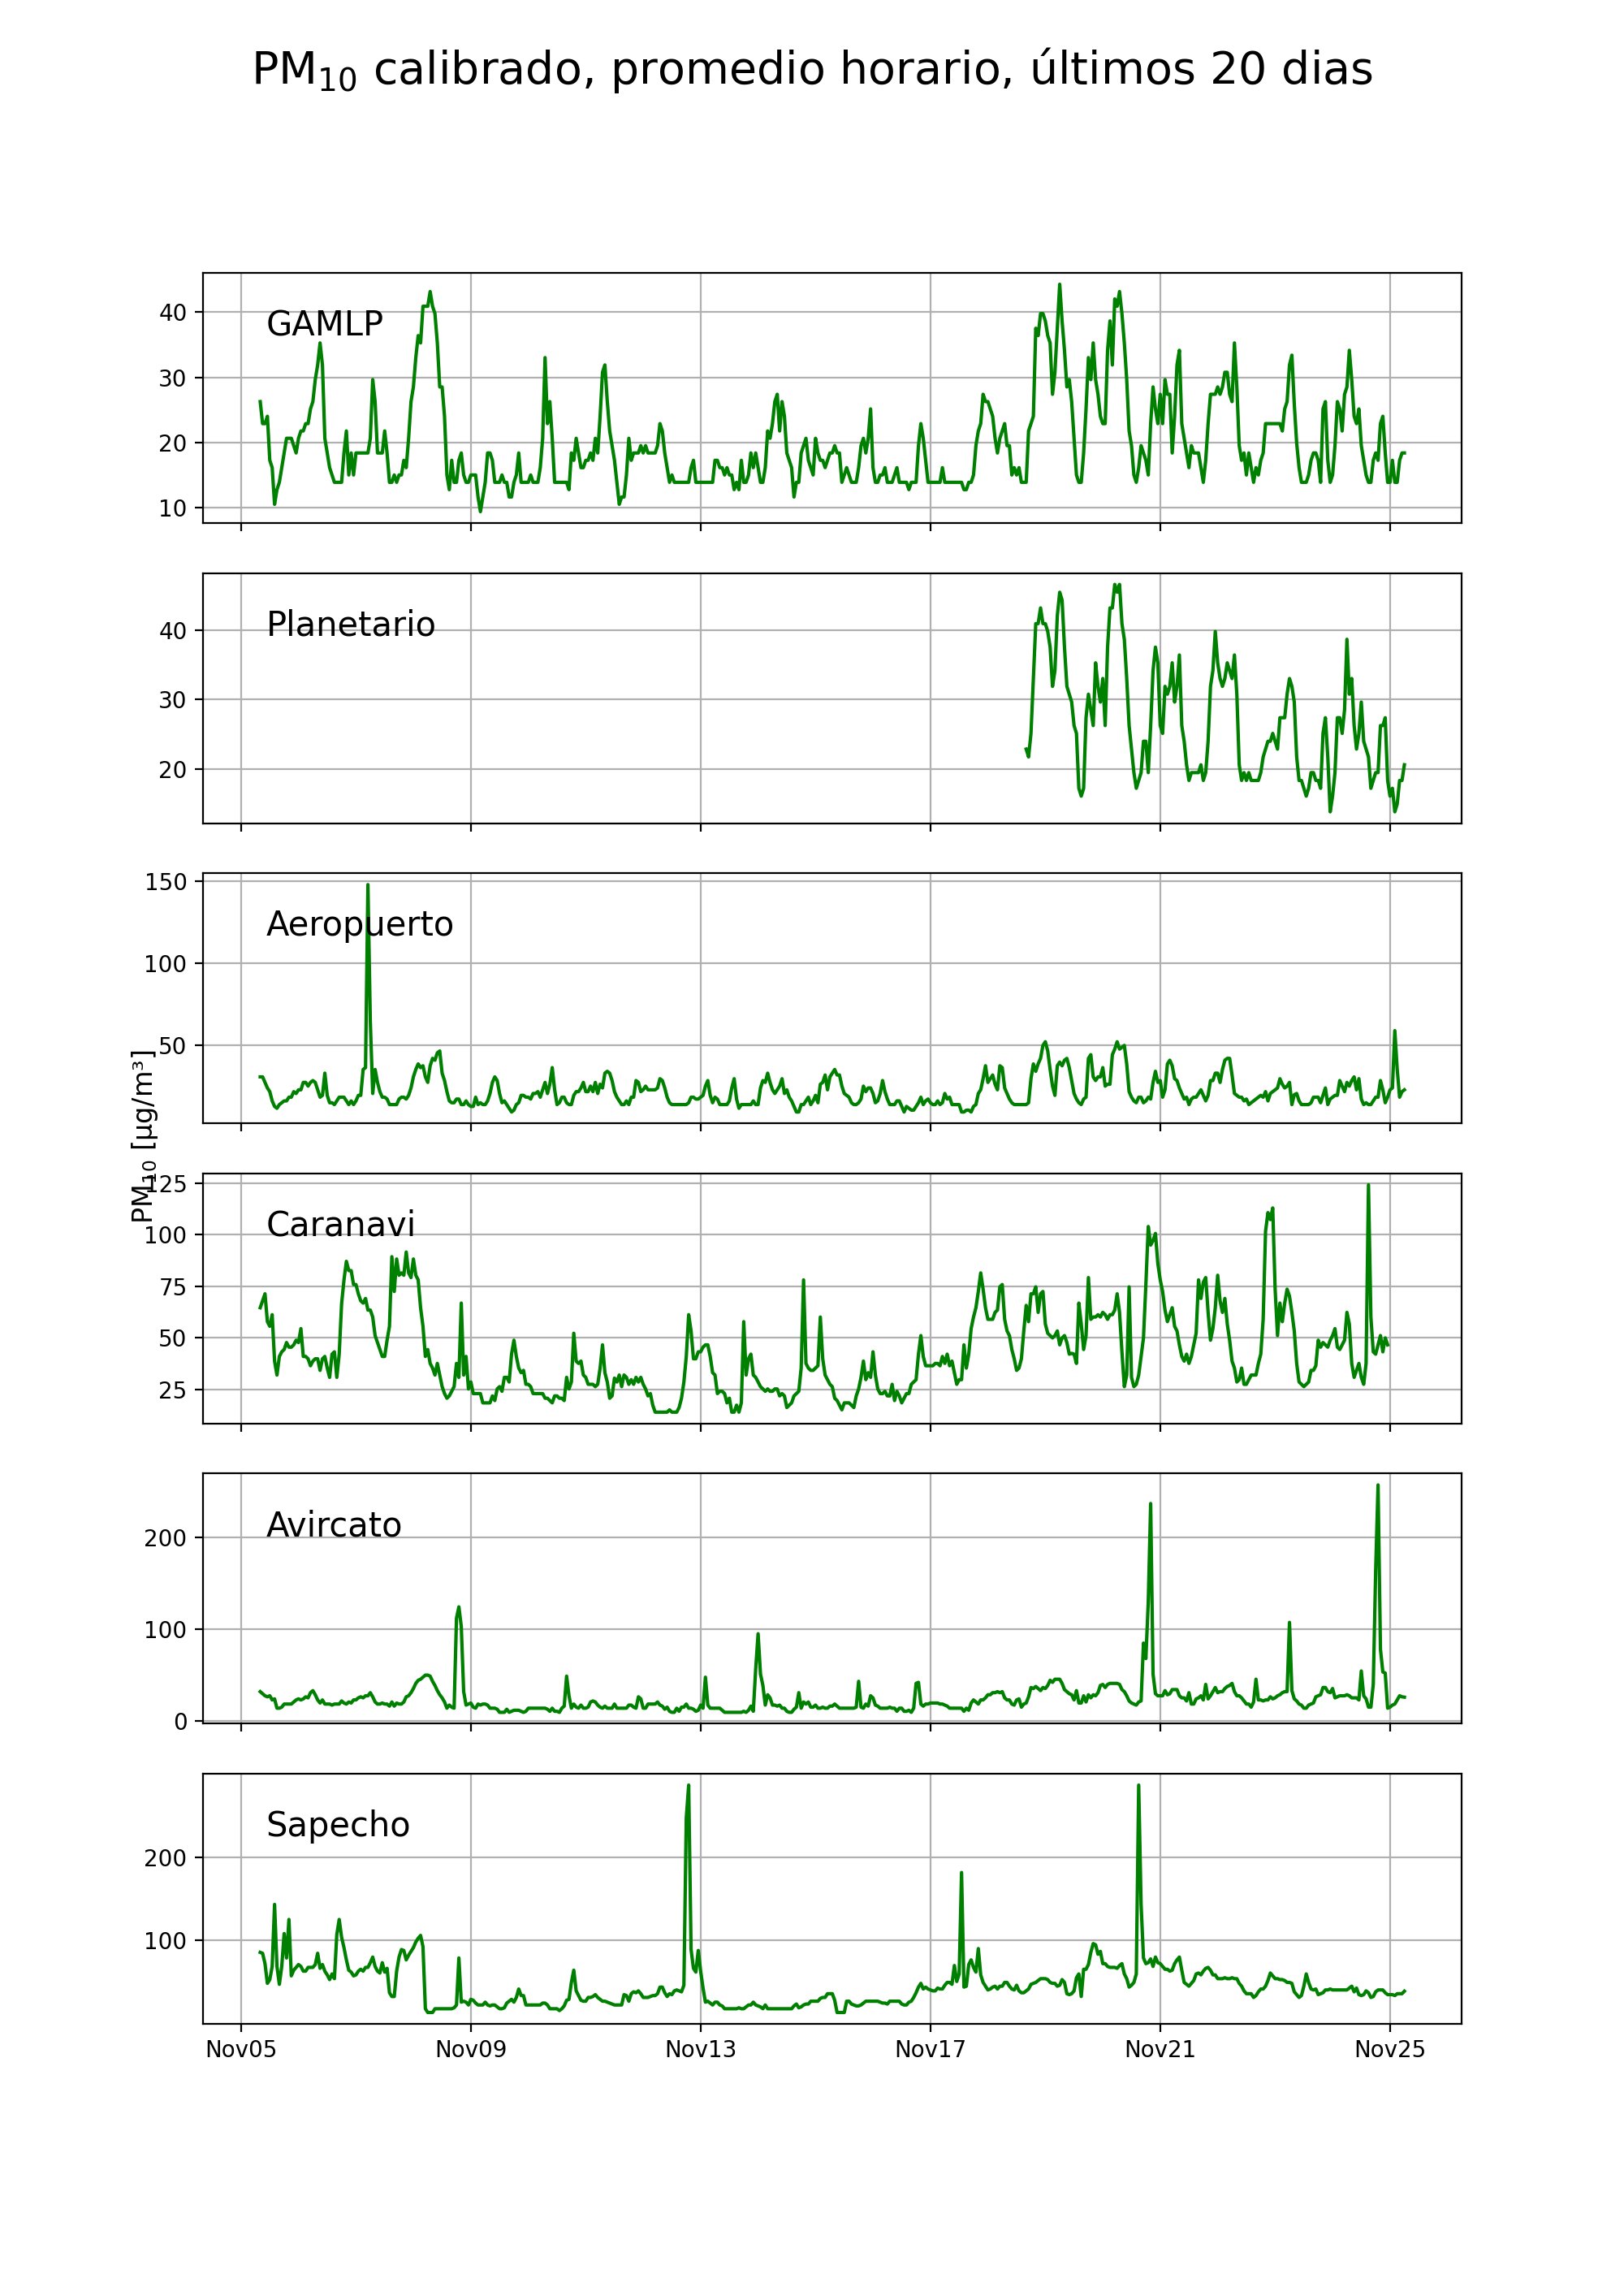 PM₁₀ calibrado, promedio horario, últimos 20 dias
PM₁₀ [µg/m³]
GAMLP
40
30
20
10
Planetario
40
30
20
Aeropuerto
150
100
50
Caranavi
125
100
75
50
25
Avircato
200
100
0
Sapecho
200
100
Nov05 Nov09 Nov13 Nov17 Nov21 Nov25